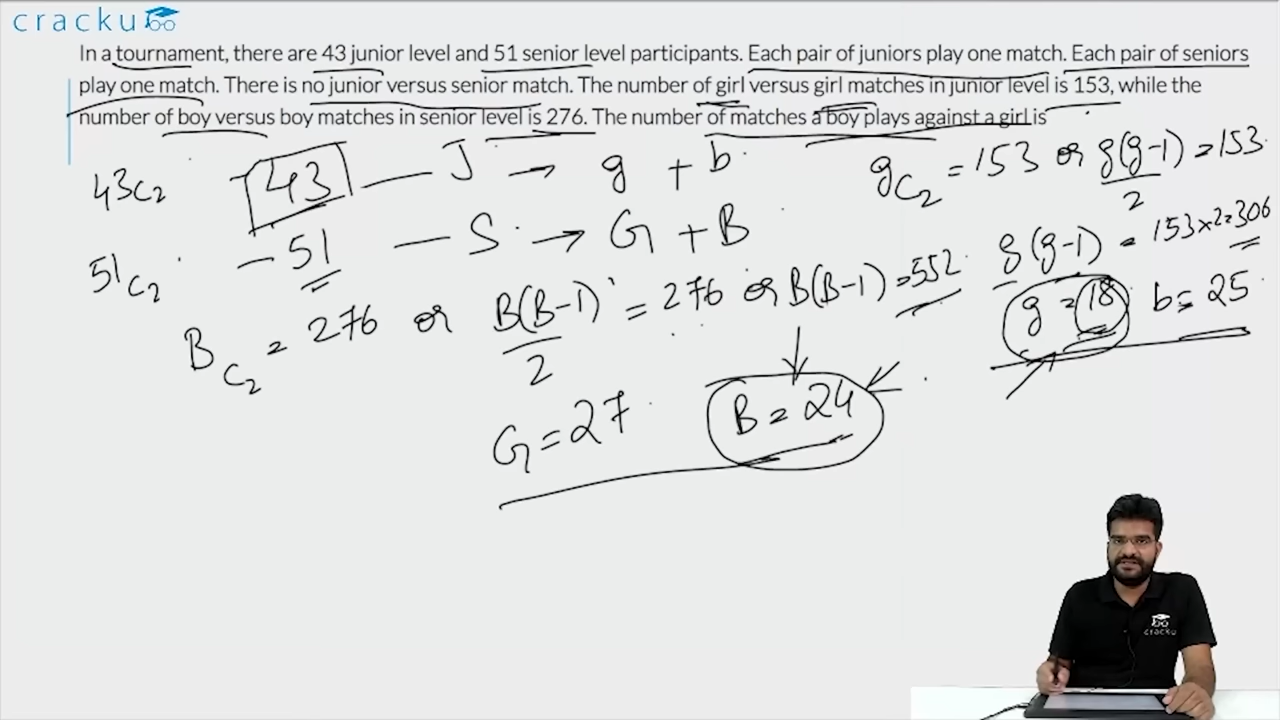 cracku
In a tournament, there are 43 junior level and 51 senior level participants. Each pair of juniors play one match. Each pair of seniors
play one match. There is no junior versus senior match. The number of girl versus girl matches in junior level is 153, while the
number of boy versus boy matches in senior level is 276. The number of matches a boy plays against a girl is
43C2 43 — J → g + b gC2 = 153 or g(g-1)/2 = 153
51C2 - 51 — S → G + B g(g-1) = 153×2=306
BC2 = 276 or B(B-1)/2 = 276 or B(B-1) = 552 g = 18 b = 25
G = 27 B = 24
cracku